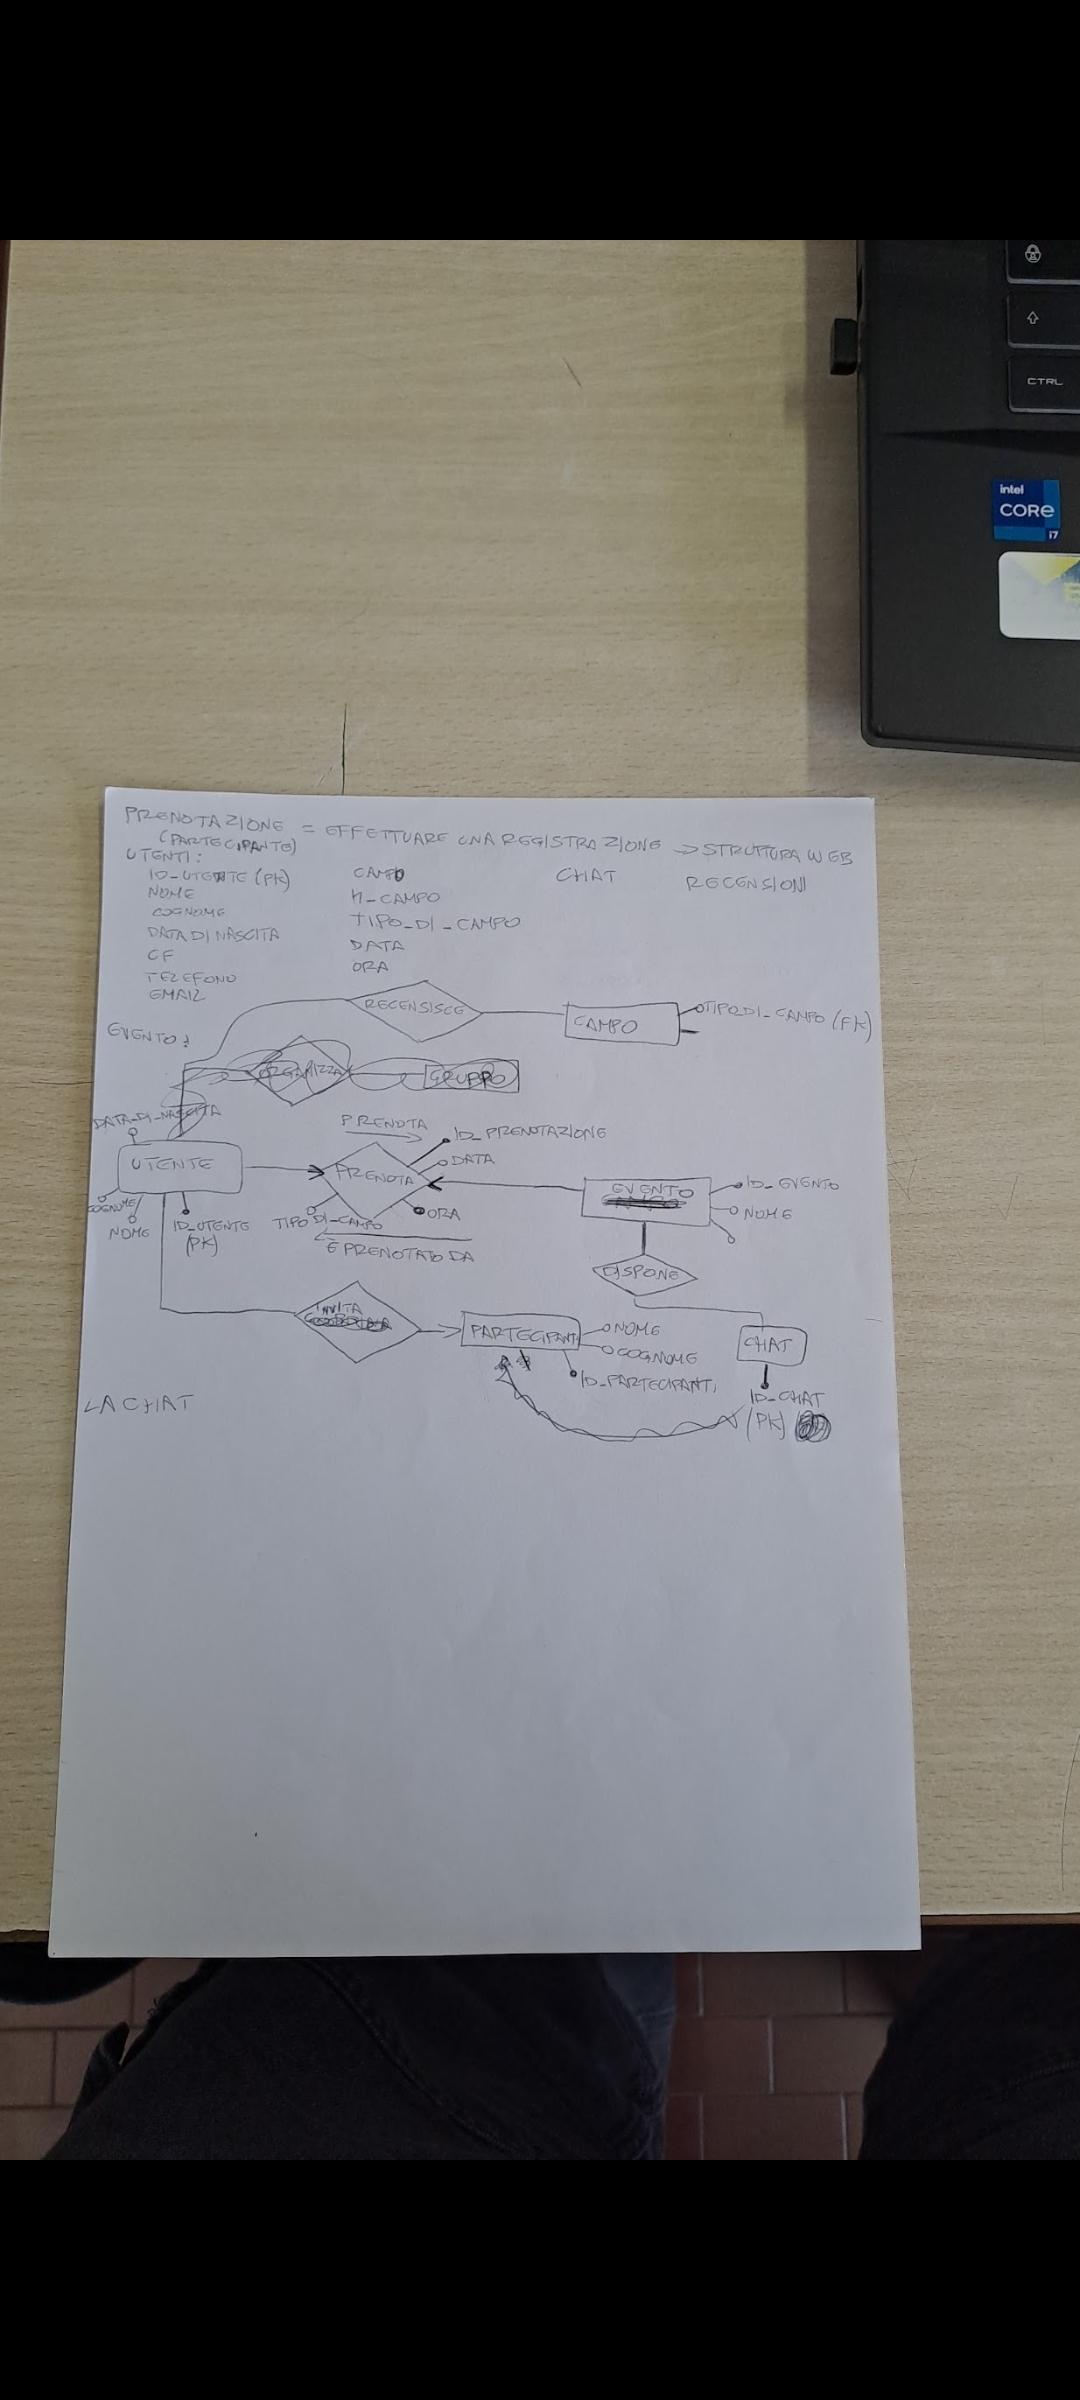 CTRL
intel
CORE
i7
PRENOTAZIONE = EFFETTUARE UNA REGISTRAZIONE -> STRUTTURA WEB
(PARTECIPANTE)
UTENTI:
ID_UTENTE (PK)
NOME
COGNOME
DATA DI NASCITA
CF
TELEFONO
EMAIL
CAMPO
N_CAMPO
TIPO_DI_CAMPO
DATA
ORA
CHAT
RECENSIONI
EVENTO:
RECENSISCE
CAMPO
TIPO_DI_CAMPO (FK)
ORGANIZZA
GRUPPO
DATA_DI_NASCITA
UTENTE
COGNOME
NOME
ID_UTENTE
(PK)
PRENOTA
PRENOTA
ID_PRENOTAZIONE
DATA
ORA
TIPO DI_CAMPO
È PRENOTATO DA
EVENTO
ID_EVENTO
NOME
DISPONE
INVITA
PARTECIPANTI
NOME
COGNOME
ID_PARTECIPANTI
CHAT
ID_CHAT
(PK)
LA CHAT